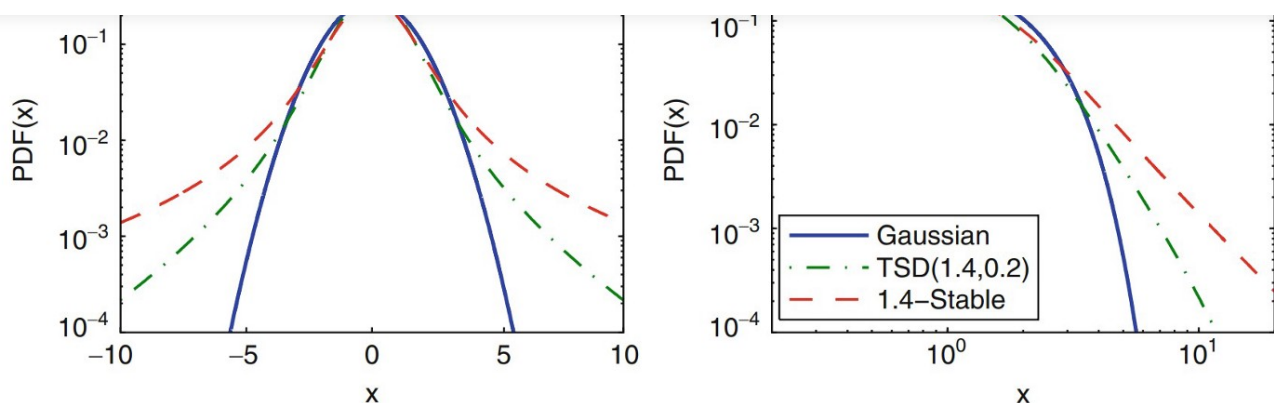 PDF(x)
10⁻¹
10⁻²
10⁻³
10⁻⁴
−10
−5
0
5
10
x
PDF(x)
10⁻¹
10⁻²
10⁻³
10⁻⁴
Gaussian
TSD(1.4,0.2)
1.4−Stable
10⁰
10¹
x